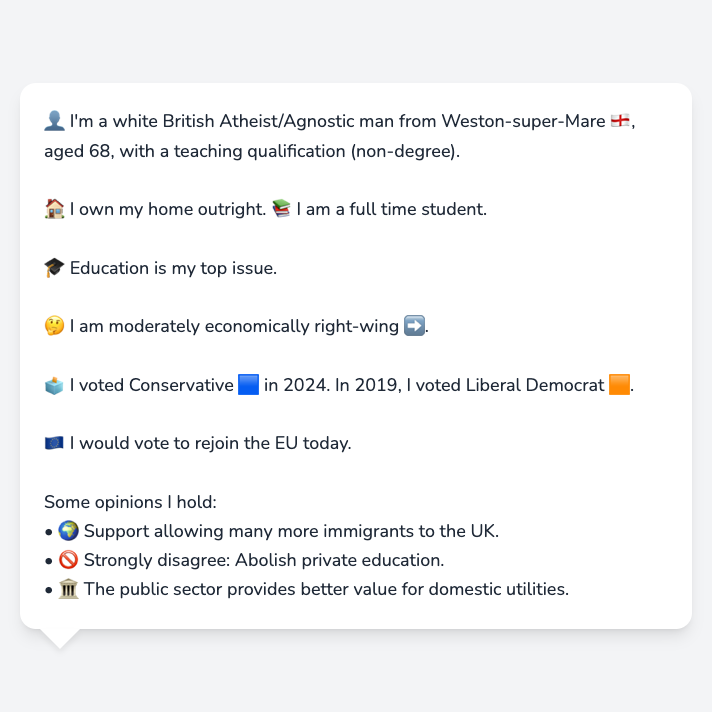 👤 I'm a white British Atheist/Agnostic man from Weston-super-Mare 🏴󠁧󠁢󠁥󠁮󠁧󠁿,
aged 68, with a teaching qualification (non-degree).
🏠 I own my home outright. 📚 I am a full time student.
🎓 Education is my top issue.
🤔 I am moderately economically right-wing ➡️.
🗳️ I voted Conservative 🟦 in 2024. In 2019, I voted Liberal Democrat 🟧.
🇪🇺 I would vote to rejoin the EU today.
Some opinions I hold:
• 🌍 Support allowing many more immigrants to the UK.
• 🚫 Strongly disagree: Abolish private education.
• 🏛️ The public sector provides better value for domestic utilities.